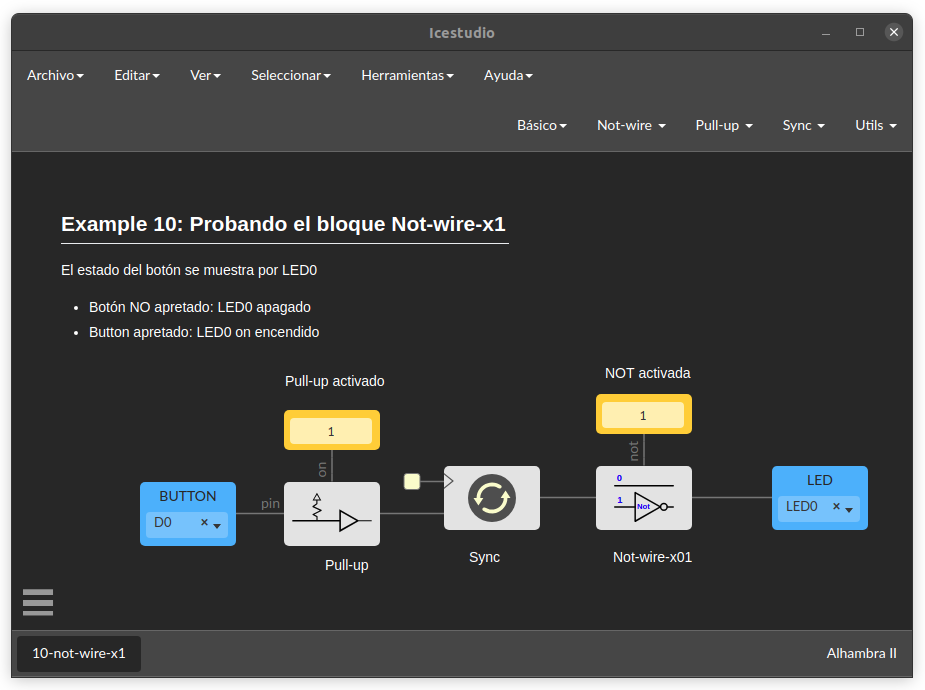 Icestudio
Archivo Editar Ver Seleccionar Herramientas Ayuda
Básico Not-wire Pull-up Sync Utils
Example 10: Probando el bloque Not-wire-x1
El estado del botón se muestra por LED0
• Botón NO apretado: LED0 apagado
• Button apretado: LED0 on encendido
Pull-up activado
NOT activada
1
1
on
not
BUTTON
D0
pin
0
1
Not
LED
LED0
Pull-up
Sync
Not-wire-x01
10-not-wire-x1
Alhambra II